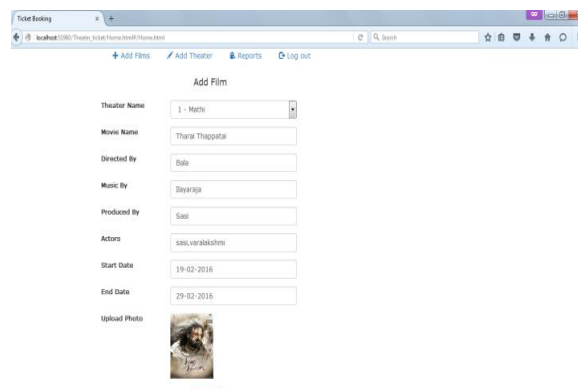 Ticket Booking
localhost:51980/Theater_ticket/Home.html#/Home.html
Search
Add Films Add Theater Reports Log out
Add Film
Theater Name 1 - Mathi
Movie Name Tharai Thappatai
Directed By Bala
Music By Ilayaraja
Produced By Sasi
Actors sasi,varalakshmi
Start Date 19-02-2016
End Date 29-02-2016
Upload Photo